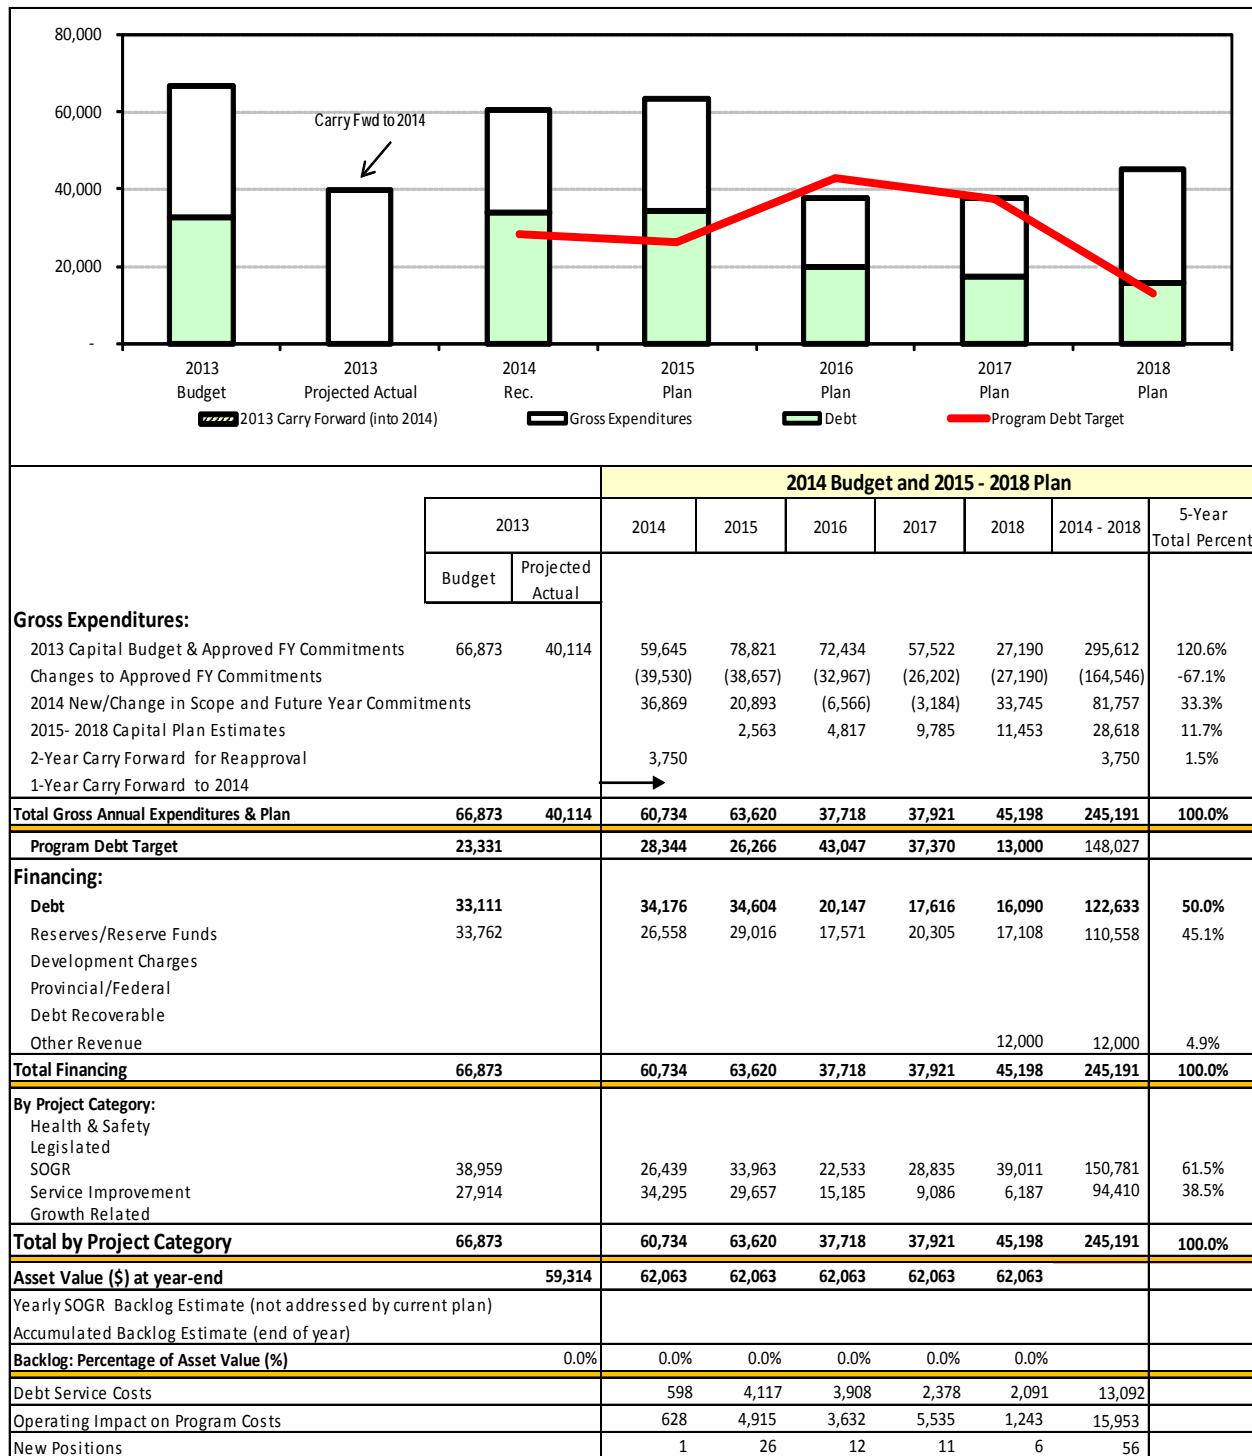 80,000
60,000
40,000
20,000
-
Carry Fwd to 2014
2013 2013 2014 2015 2016 2017 2018
Budget Projected Actual Rec. Plan Plan Plan Plan
2013 Carry Forward (into 2014) Gross Expenditures Debt Program Debt Target
2014 Budget and 2015 - 2018 Plan
2013 2014 2015 2016 2017 2018 2014 - 2018 5-Year Total Percent
Budget Projected Actual
Gross Expenditures:
2013 Capital Budget & Approved FY Commitments 66,873 40,114 59,645 78,821 72,434 57,522 27,190 295,612 120.6%
Changes to Approved FY Commitments (39,530) (38,657) (32,967) (26,202) (27,190) (164,546) -67.1%
2014 New/Change in Scope and Future Year Commitments 36,869 20,893 (6,566) (3,184) 33,745 81,757 33.3%
2015- 2018 Capital Plan Estimates 2,563 4,817 9,785 11,453 28,618 11.7%
2-Year Carry Forward for Reapproval 3,750 3,750 1.5%
1-Year Carry Forward to 2014
Total Gross Annual Expenditures & Plan 66,873 40,114 60,734 63,620 37,718 37,921 45,198 245,191 100.0%
Program Debt Target 23,331 28,344 26,266 43,047 37,370 13,000 148,027
Financing:
Debt 33,111 34,176 34,604 20,147 17,616 16,090 122,633 50.0%
Reserves/Reserve Funds 33,762 26,558 29,016 17,571 20,305 17,108 110,558 45.1%
Development Charges
Provincial/Federal
Debt Recoverable
Other Revenue 12,000 12,000 4.9%
Total Financing 66,873 60,734 63,620 37,718 37,921 45,198 245,191 100.0%
By Project Category:
Health & Safety
Legislated
SOGR 38,959 26,439 33,963 22,533 28,835 39,011 150,781 61.5%
Service Improvement 27,914 34,295 29,657 15,185 9,086 6,187 94,410 38.5%
Growth Related
Total by Project Category 66,873 60,734 63,620 37,718 37,921 45,198 245,191 100.0%
Asset Value ($) at year-end 59,314 62,063 62,063 62,063 62,063 62,063
Yearly SOGR Backlog Estimate (not addressed by current plan)
Accumulated Backlog Estimate (end of year)
Backlog: Percentage of Asset Value (%) 0.0% 0.0% 0.0% 0.0% 0.0% 0.0%
Debt Service Costs 598 4,117 3,908 2,378 2,091 13,092
Operating Impact on Program Costs 628 4,915 3,632 5,535 1,243 15,953
New Positions 1 26 12 11 6 56